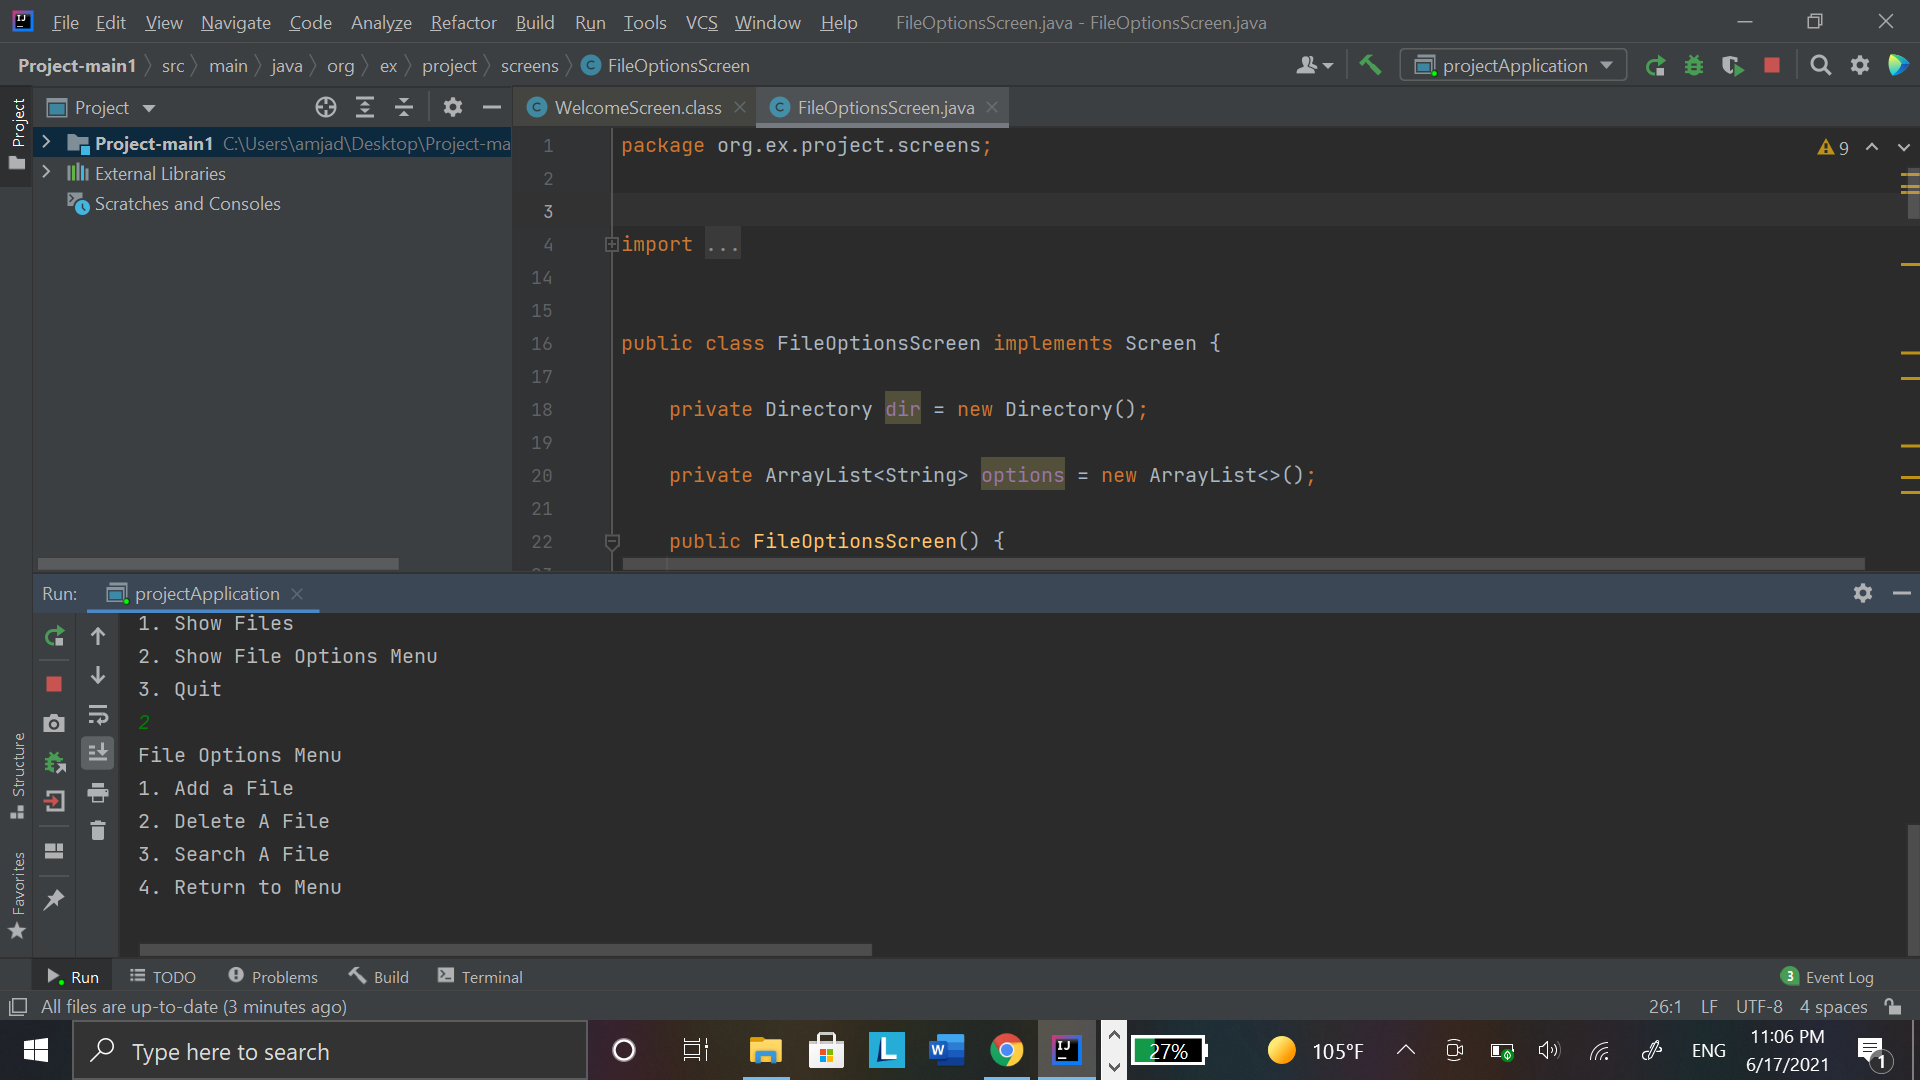 File Edit View Navigate Code Analyze Refactor Build Run Tools VCS Window Help FileOptionsScreen.java - FileOptionsScreen.java
Project-main1 src main java org ex project screens FileOptionsScreen projectApplication
Project
Project
WelcomeScreen.class
FileOptionsScreen.java
Project-main1 C:\Users\amjad\Desktop\Project-ma
External Libraries
Scratches and Consoles
1 package org.ex.project.screens;
9
2
3
4 import ...
14
15
16 public class FileOptionsScreen implements Screen {
17
18 private Directory dir = new Directory();
19
20 private ArrayList<String> options = new ArrayList<>();
21
22 public FileOptionsScreen() {
Run: projectApplication
1. Show Files
2. Show File Options Menu
3. Quit
2
File Options Menu
1. Add a File
2. Delete A File
3. Search A File
4. Return to Menu
Structure
Favorites
Run TODO Problems Build Terminal 3 Event Log
All files are up-to-date (3 minutes ago) 26:1 LF UTF-8 4 spaces
Type here to search
27% 105°F ENG
11:06 PM
6/17/2021
1